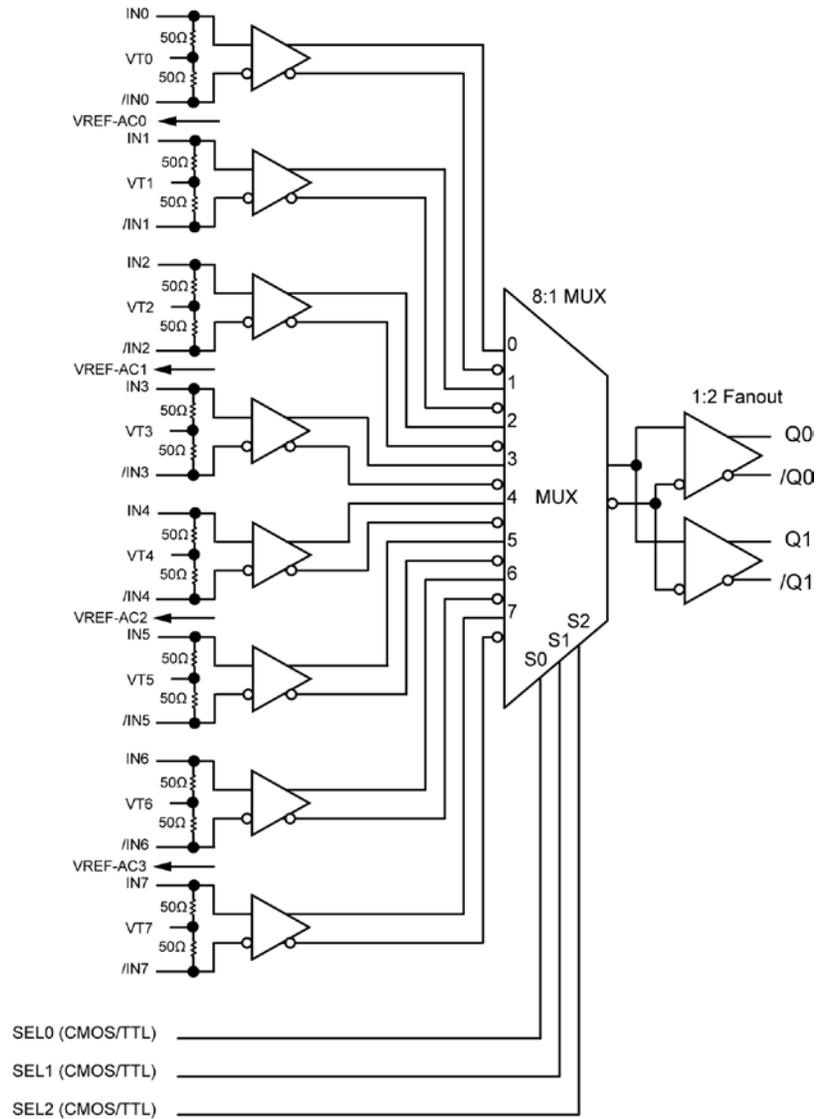 IN0
50Ω
VT0
50Ω
/IN0
VREF-AC0
IN1
50Ω
VT1
50Ω
/IN1
IN2
50Ω
VT2
50Ω
/IN2
VREF-AC1
IN3
50Ω
VT3
50Ω
/IN3
IN4
50Ω
VT4
50Ω
/IN4
VREF-AC2
IN5
50Ω
VT5
50Ω
/IN5
IN6
50Ω
VT6
50Ω
/IN6
VREF-AC3
IN7
50Ω
VT7
50Ω
/IN7
8:1 MUX
0
1
2
3
4
5
6
7
MUX
S0
S1
S2
1:2 Fanout
Q0
/Q0
Q1
/Q1
SEL0 (CMOS/TTL)
SEL1 (CMOS/TTL)
SEL2 (CMOS/TTL)